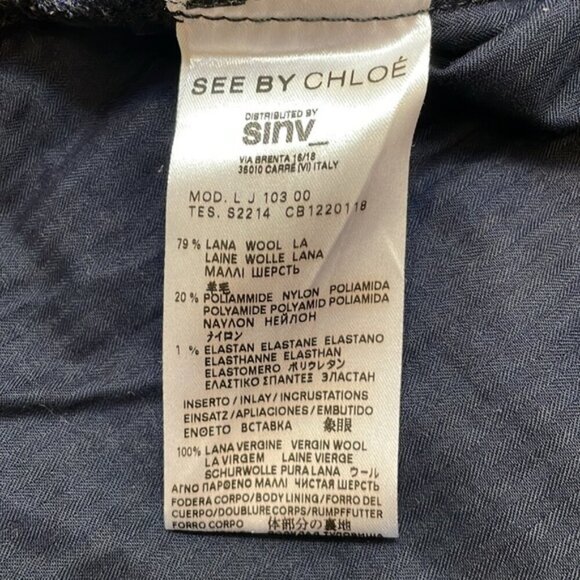 SEE BY CHLOÉ
DISTRIBUTED BY
sinv_
VIA BRENTA 16/18
36010 CARRÉ (VI) ITALY
MOD. L J 103 00
TES. S2214 CB1220118
79% LANA WOOL LA
LAINE WOLLE LANA
ΜΑΛΛΙ ШЕРСТЬ
羊毛
20% POLIAMMIDE NYLON POLIAMIDA
POLYAMIDE POLYAMID POLIAMIDA
ΝΑΥΛΟΝ НЕЙЛОН
ナイロン
1% ELASTAN ELASTANE ELASTANO
ELASTHANNE ELASTHAN
ELASTOMERO ポリウレタン
ΕΛΑΣΤΙΚΟ ΣΠΑΝΤΕΞ ЭЛАСТАН
INSERTO / INLAY / INCRUSTATIONS
EINSATZ / APLIACIONES / EMBUTIDO
ΕΝΘΕΤΟ ВСТАВКА 象眼
100% LANA VERGINE VIRGIN WOOL
LA VIRGEM LAINE VIERGE
SCHURWOLLE PURA LANA ウール
ΑΓΝΟ ΠΑΡΘΕΝΟ ΜΑΛΛΙ ЧИСТАЯ ШЕРСТЬ
FODERA CORPO / BODY LINING / FORRO DEL
CUERPO / DOUBLURE CORPS / RUMPFFUTTER
FORRO CORPO 体部分の裏地